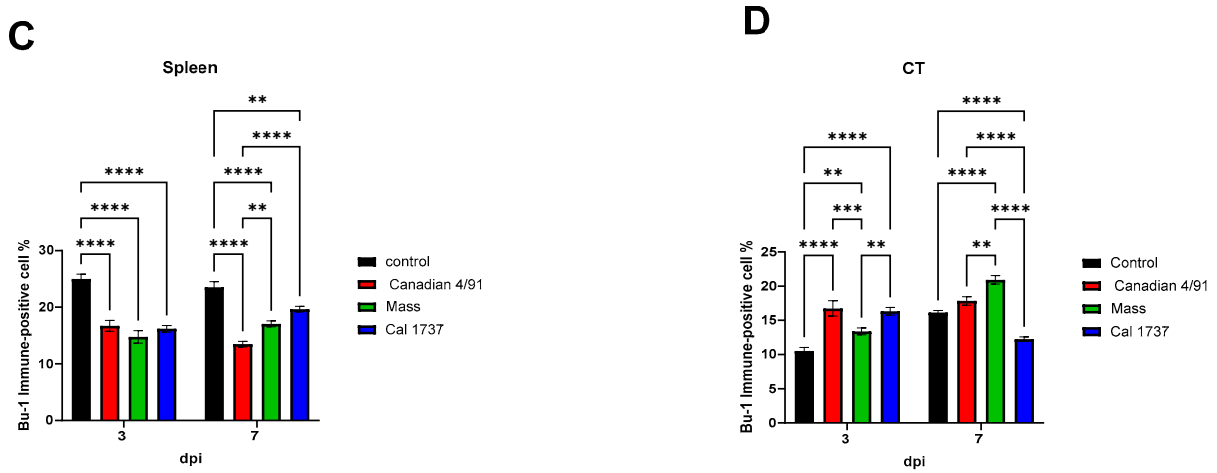 C
Spleen
**
****
****
****
****
**
****
****
30
20
10
0
Bu-1 Immune-positive cell %
3
7
dpi
control
Canadian 4/91
Mass
Cal 1737
D
CT
****
****
****
**
****
***
****
****
**
**
25
20
15
10
5
0
Bu-1 Immune-positive cell %
3
7
dpi
Control
Canadian 4/91
Mass
Cal 1737